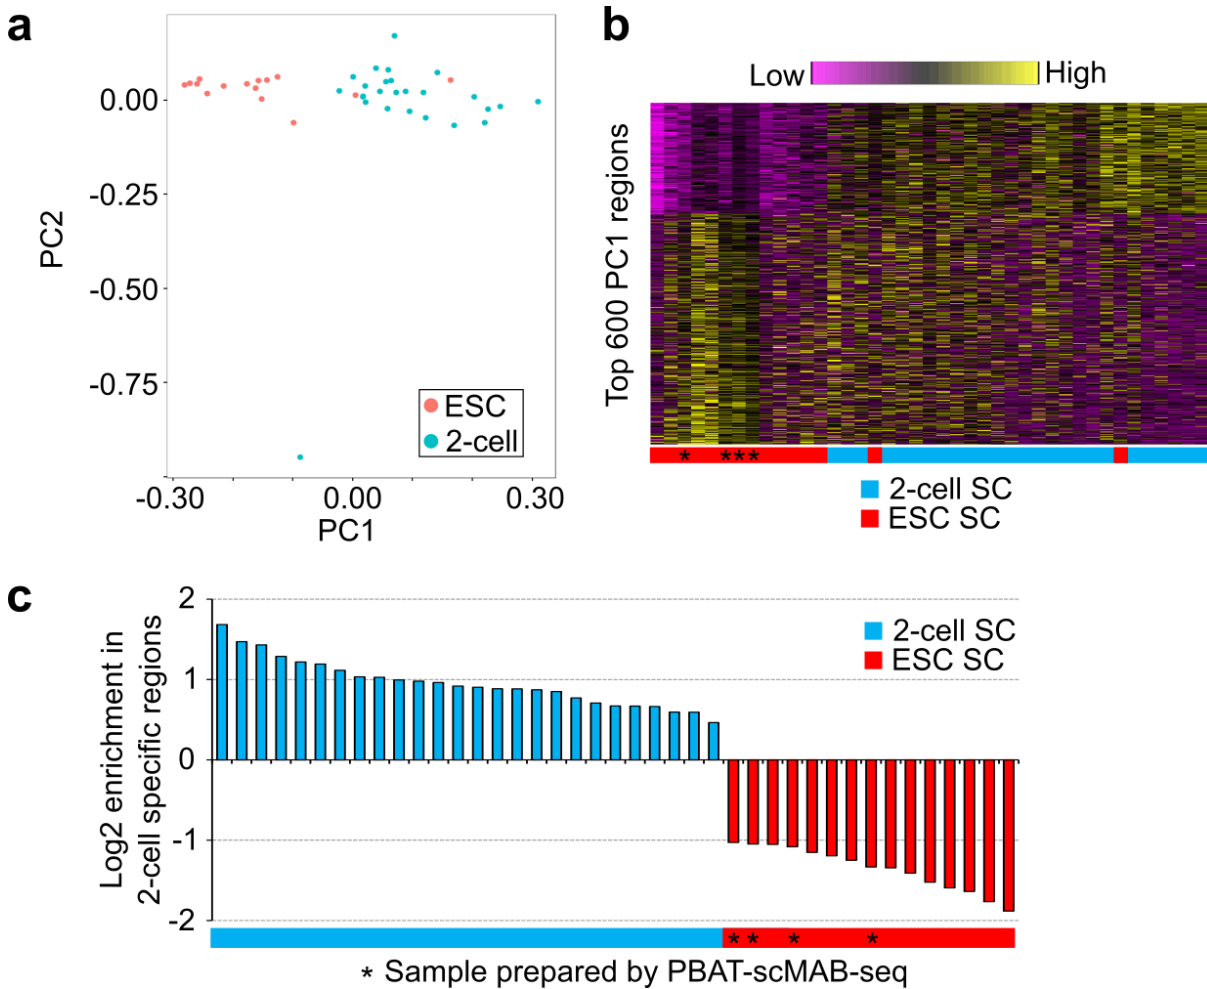 a
0.00
-0.25
-0.50
-0.75
PC2
ESC
2-cell
-0.30
0.00
0.30
PC1
b
Low
High
Top 600 PC1 regions
* ***
2-cell SC
ESC SC
c
Log2 enrichment in
2-cell specific regions
2
1
0
-1
-2
2-cell SC
ESC SC
* * * *
* Sample prepared by PBAT-scMAB-seq